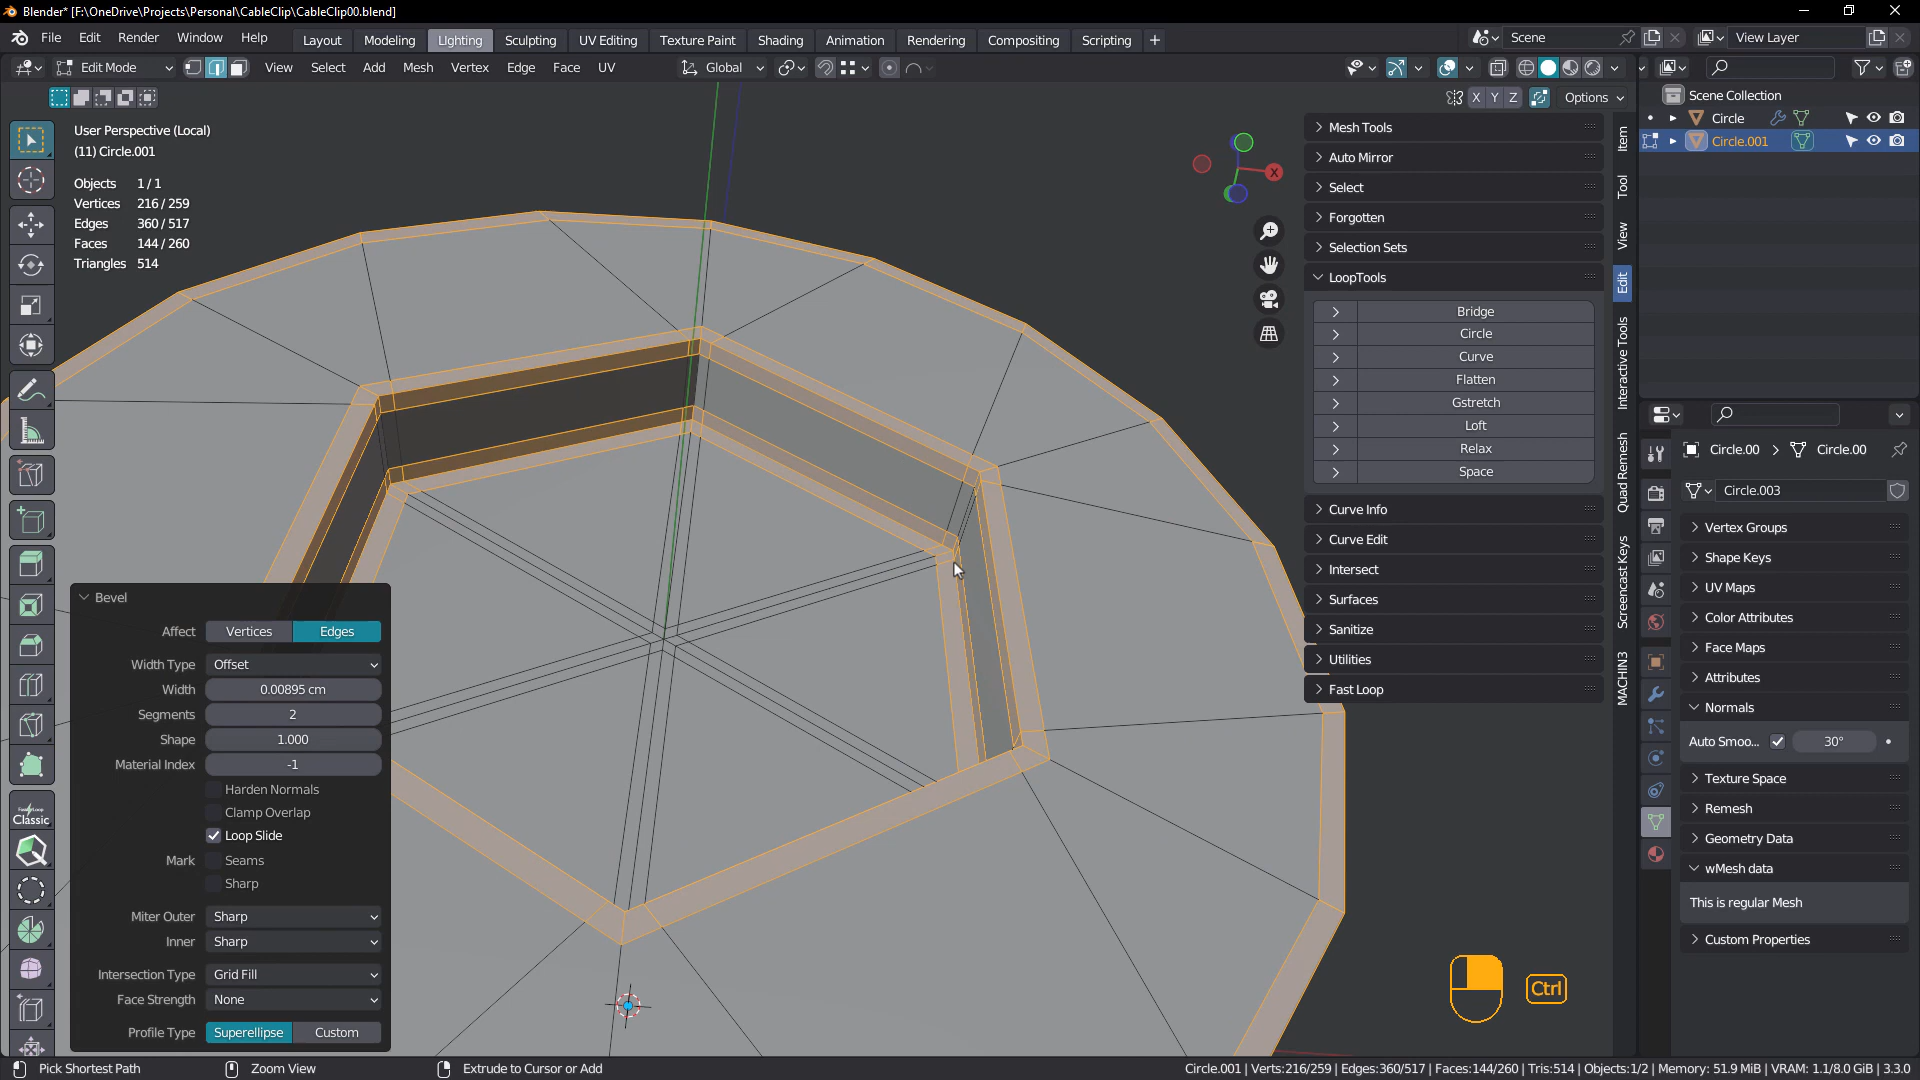 Blender* [F:\OneDrive\Projects\Personal\CableClip\CableClip00.blend]
File Edit Render Window Help Layout Modeling Lighting Sculpting UV Editing Texture Paint Shading Animation Rendering Compositing Scripting + Scene View Layer
Edit Mode View Select Add Mesh Vertex Edge Face UV Global
X Y Z Options
User Perspective (Local)
(11) Circle.001
Objects 1/1
Vertices 216/259
Edges 360/517
Faces 144/260
Triangles 514
X
Classic
Bevel
Affect Vertices Edges
Width Type Offset
Width 0.00895 cm
Segments 2
Shape 1.000
Material Index -1
Harden Normals
Clamp Overlap
Loop Slide
Mark Seams
Sharp
Miter Outer Sharp
Inner Sharp
Intersection Type Grid Fill
Face Strength None
Profile Type Superellipse Custom
Mesh Tools
Auto Mirror
Select
Forgotten
Selection Sets
LoopTools
Bridge
Circle
Curve
Flatten
Gstretch
Loft
Relax
Space
Curve Info
Curve Edit
Intersect
Surfaces
Sanitize
Utilities
Fast Loop
Item
Tool
View
Edit
Interactive Tools
Quad Remesh
Screencast Keys
MACHIN3
Ctrl
Scene Collection
Circle
Circle.001
Circle.00 Circle.00
Circle.003
Vertex Groups
Shape Keys
UV Maps
Color Attributes
Face Maps
Attributes
Normals
Auto Smoo... 30°
Texture Space
Remesh
Geometry Data
wMesh data
This is regular Mesh
Custom Properties
Pick Shortest Path Zoom View Extrude to Cursor or Add Circle.001 | Verts:216/259 | Edges:360/517 | Faces:144/260 | Tris:514 | Objects:1/2 | Memory: 51.9 MiB | VRAM: 1.1/8.0 GiB | 3.3.0